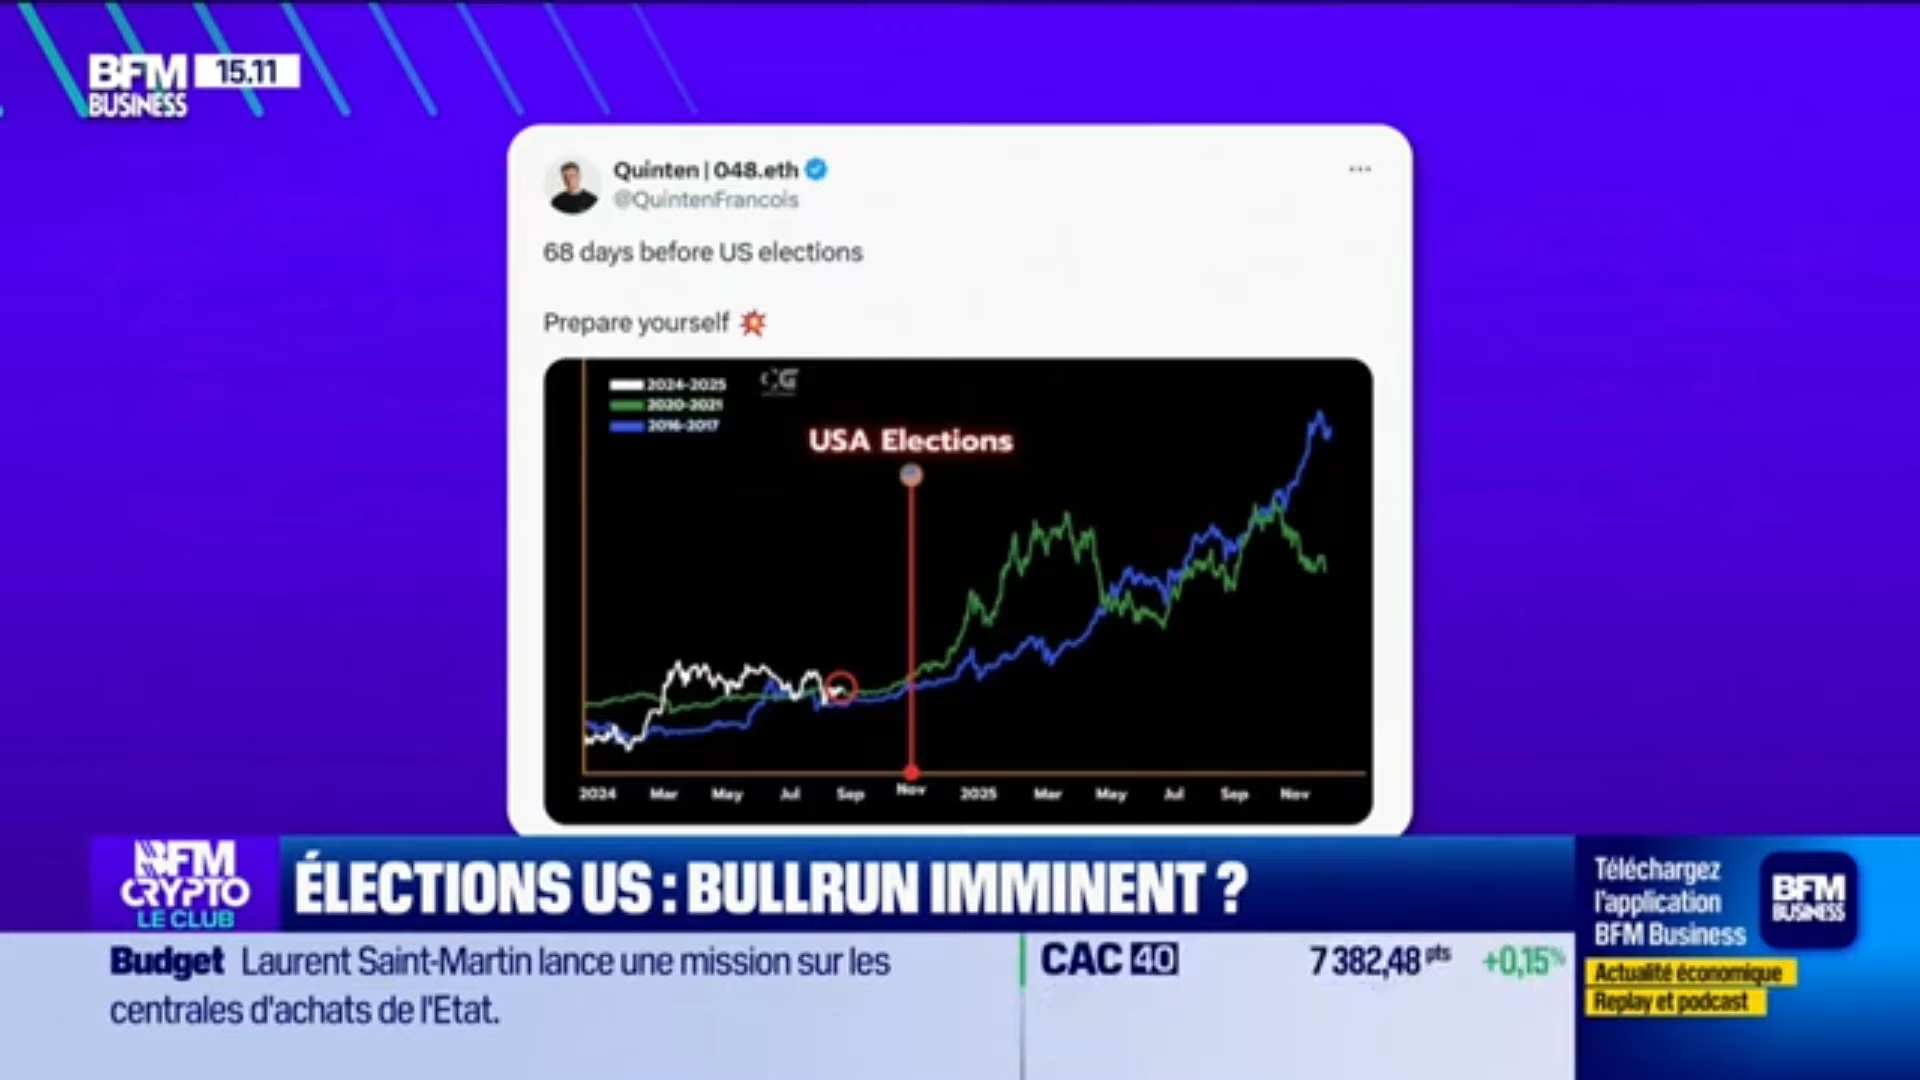 BFM 15.11
BUSINESS
Quinten | 048.eth
@QuintenFrancois
68 days before US elections
Prepare yourself
2024-2025
2020-2021
2016-2017
USA Elections
2024 Mar May Jul Sep Nov 2025 Mar May Jul Sep Nov
BFM
CRYPTO
LE CLUB
ÉLECTIONS US : BULLRUN IMMINENT ?
Téléchargez
l'application
BFM Business
BFM
BUSINESS
Actualité économique
Replay et podcast
Budget Laurent Saint-Martin lance une mission sur les
centrales d'achats de l'Etat.
CAC 40 7 382,48 pts +0,15%